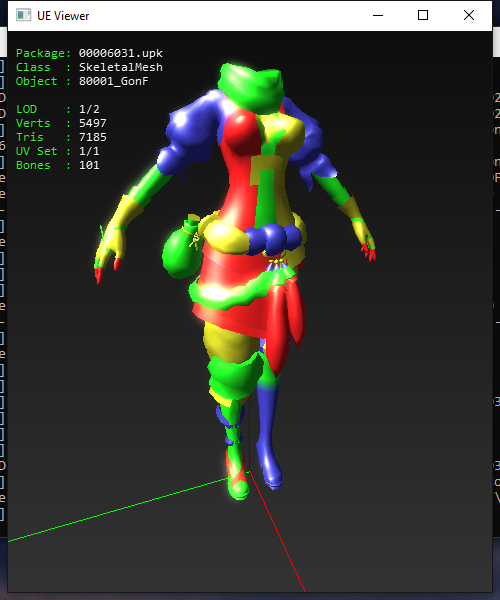 UE Viewer
Package: 00006031.upk
Class : SkeletalMesh
Object : 80001_GonF
LOD : 1/2
Verts : 5497
Tris : 7185
UV Set : 1/1
Bones : 101